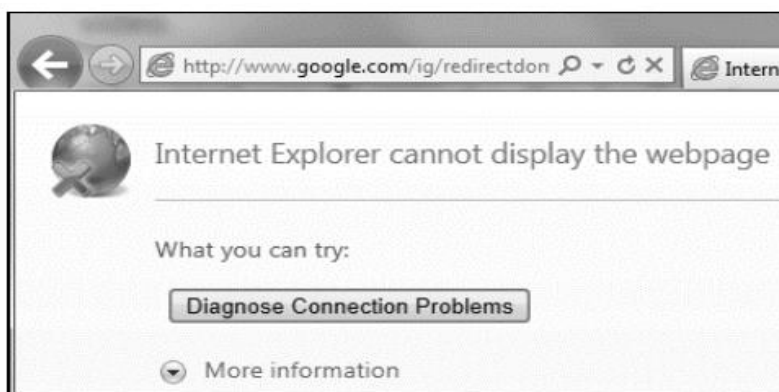 http://www.google.com/ig/redirectdon
Intern
Internet Explorer cannot display the webpage
What you can try:
Diagnose Connection Problems
More information